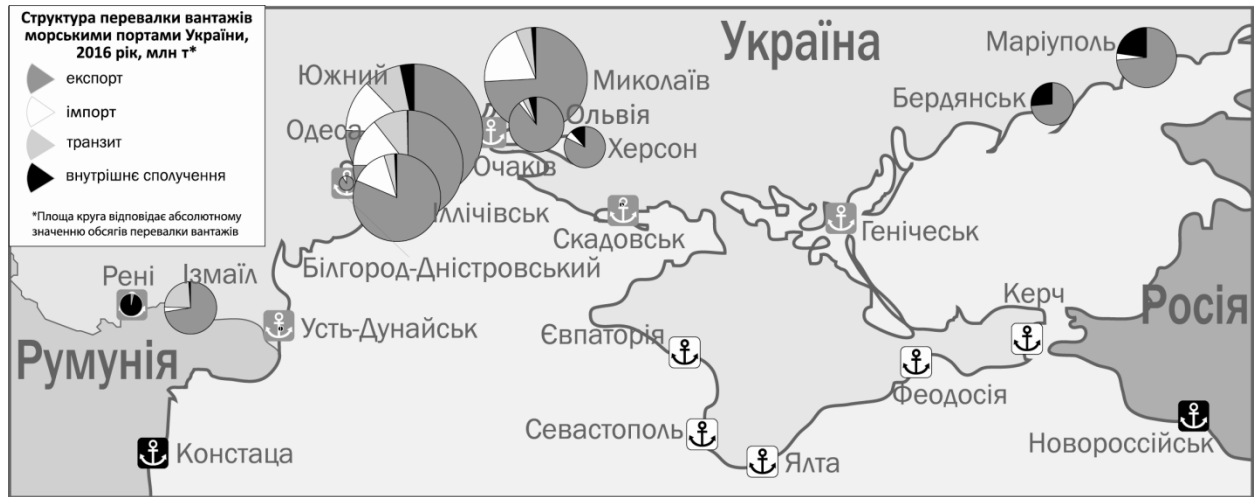 Структура перевалки вантажів
морськими портами України,
2016 рік, млн т*
експорт
імпорт
транзит
внутрішнє сполучення
*Площа круга відповідає абсолютному
значенню обсягів перевалки вантажів
Україна
Маріуполь
Бердянськ
Южний
Миколаїв
Одеса
Ольвія
Херсон
Очаків
Іллічівськ
Скадовськ
Генічеськ
Білгород-Дністровський
Рені
Ізмаїл
Усть-Дунайськ
Керч
Росія
Румунія
Євпаторія
Феодосія
Севастополь
Новороссійськ
Констаца
Ялта